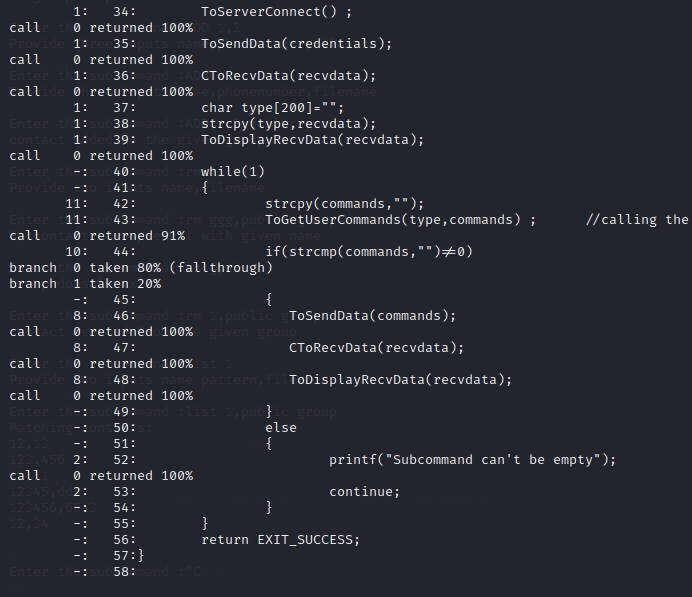 1: 34: ToServerConnect() ;
call 0 returned 100%
1: 35: ToSendData(credentials);
call 0 returned 100%
1: 36: CToRecvData(recvdata);
call 0 returned 100%
1: 37: char type[200]="";
1: 38: strcpy(type,recvdata);
1: 39: ToDisplayRecvData(recvdata);
call 0 returned 100%
-: 40: while(1)
-: 41: {
11: 42: strcpy(commands,"");
11: 43: ToGetUserCommands(type,commands) ; //calling the
call 0 returned 91%
10: 44: if(strcmp(commands,"")≠0)
branch 0 taken 80% (fallthrough)
branch 1 taken 20%
-: 45: {
8: 46: ToSendData(commands);
call 0 returned 100%
8: 47: CToRecvData(recvdata);
call 0 returned 100%
8: 48: ToDisplayRecvData(recvdata);
call 0 returned 100%
-: 49: }
-: 50: else
-: 51: {
2: 52: printf("Subcommand can't be empty");
call 0 returned 100%
2: 53: continue;
-: 54: }
-: 55: }
-: 56: return EXIT_SUCCESS;
-: 57:}
-: 58: